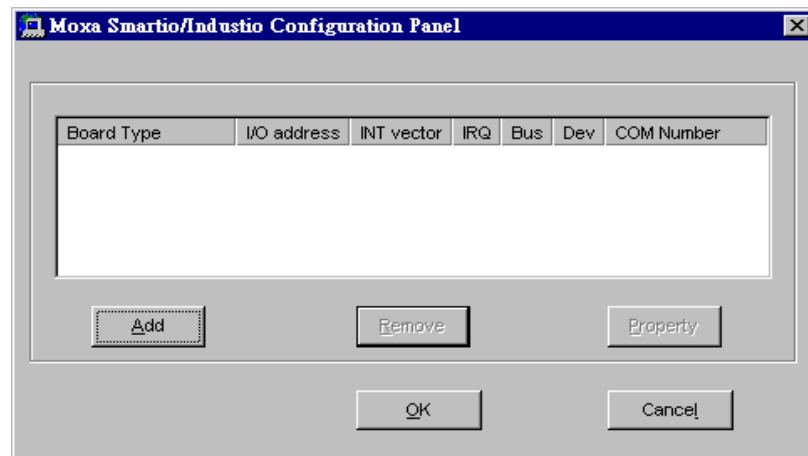 Moxa Smartio/Industio Configuration Panel
Board Type I/O address INT vector IRQ Bus Dev COM Number
Add Remove Property
OK Cancel